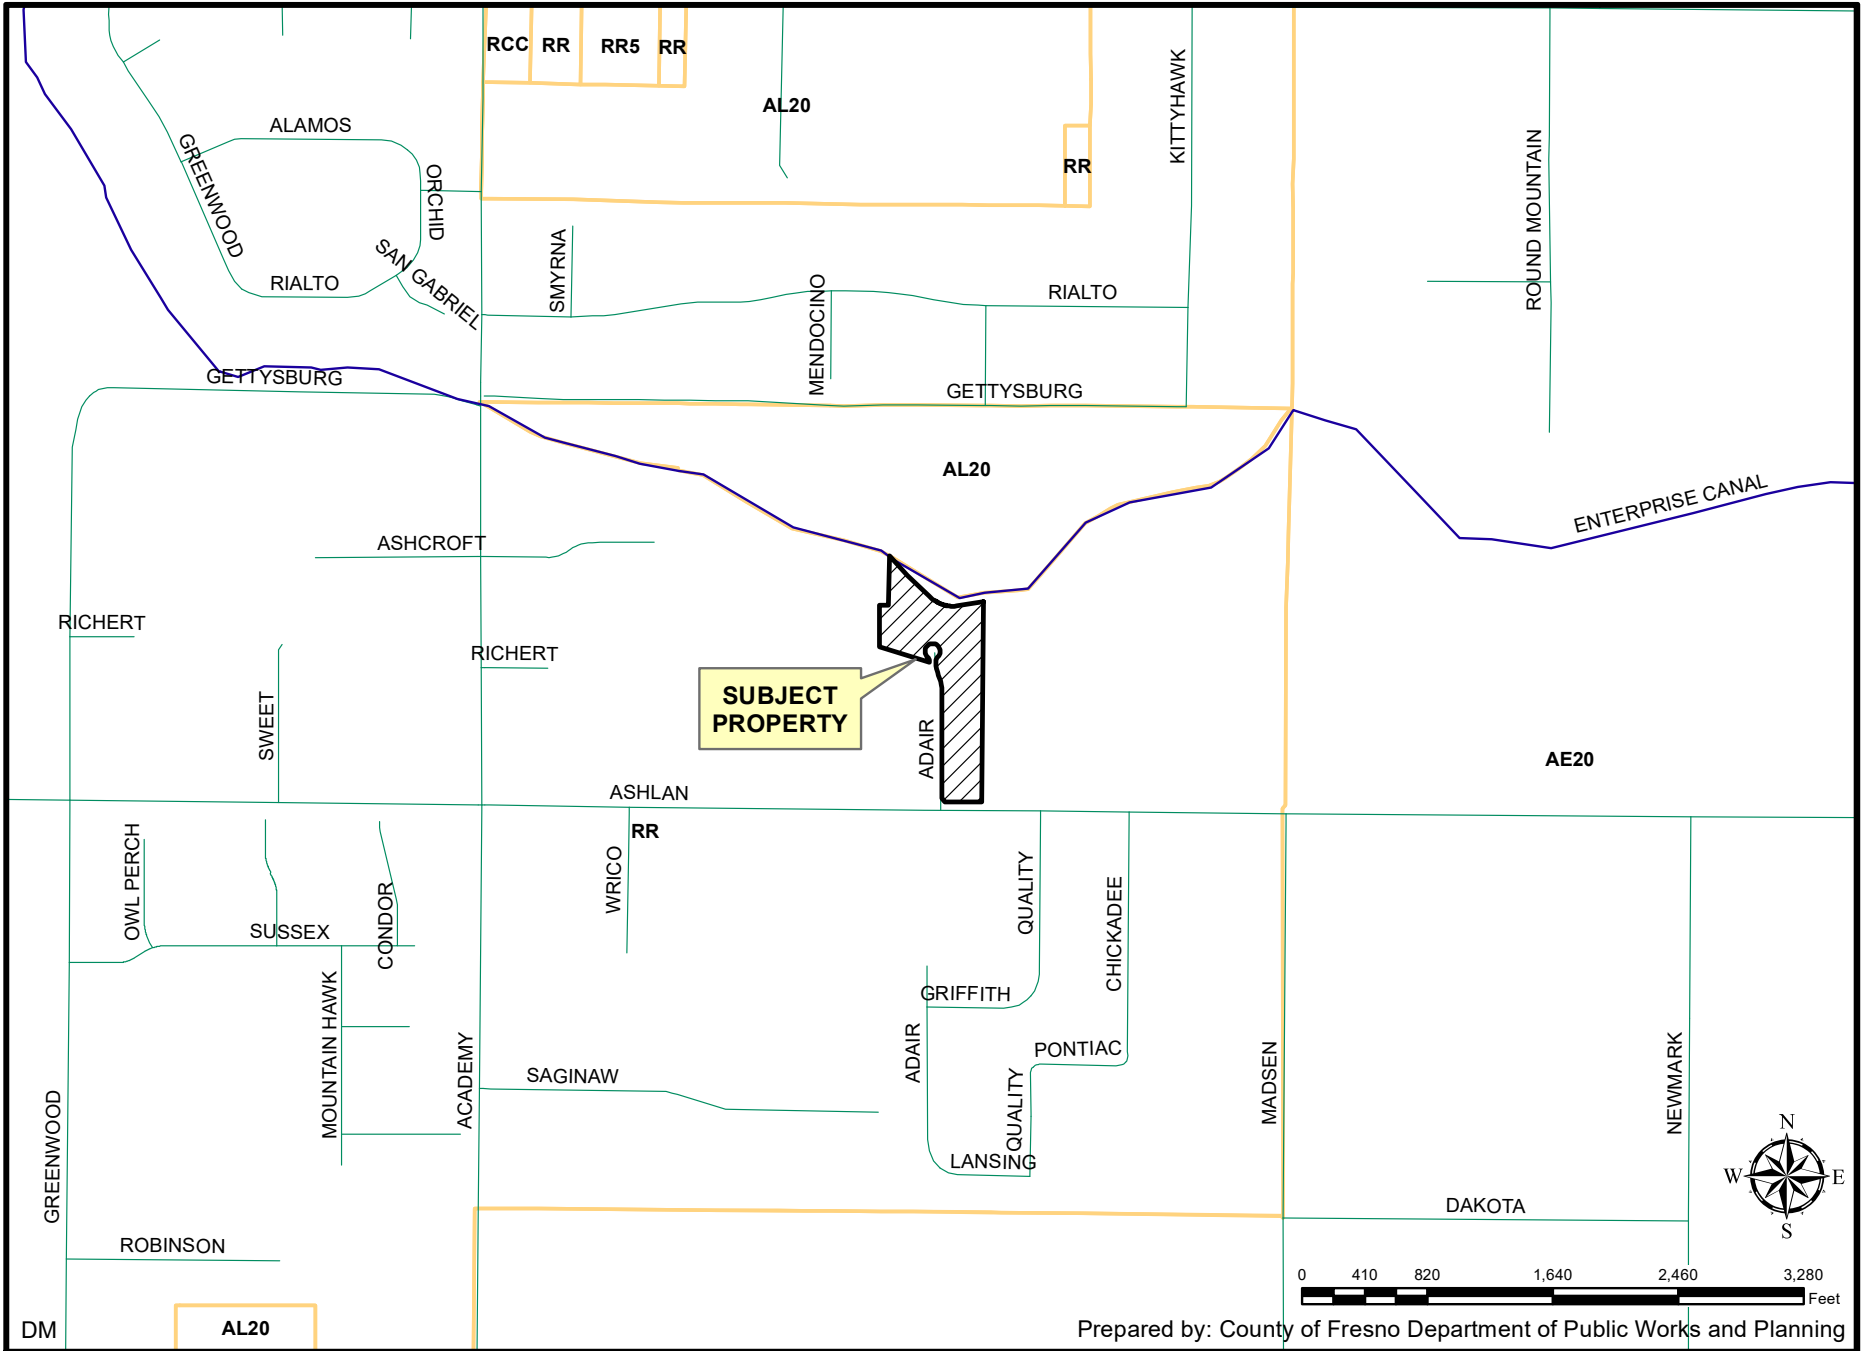 RCC
RR
RR5
RR
AL20
KITTYHAWK
ALAMOS
GREENWOOD
ORCHID
RR
ROUND MOUNTAIN
SAN GABRIEL
SMYRNA
RIALTO
MENDOCINO
RIALTO
GETTYSBURG
GETTYSBURG
AL20
ENTERPRISE CANAL
ASHCROFT
RICHERT
RICHERT
SWEET
SUBJECT
PROPERTY
ADAIR
AE20
ASHLAN
RR
OWL PERCH
WRICO
QUALITY
CHICKADEE
CONDOR
SUSSEX
MOUNTAIN HAWK
GRIFFITH
ADAIR
PONTIAC
ACADEMY
SAGINAW
QUALITY
MADSEN
NEWMARK
GREENWOOD
LANSING
N
W
E
S
DAKOTA
ROBINSON
0 410 820 1,640 2,460 3,280
Feet
DM
AL20
Prepared by: County of Fresno Department of Public Works and Planning